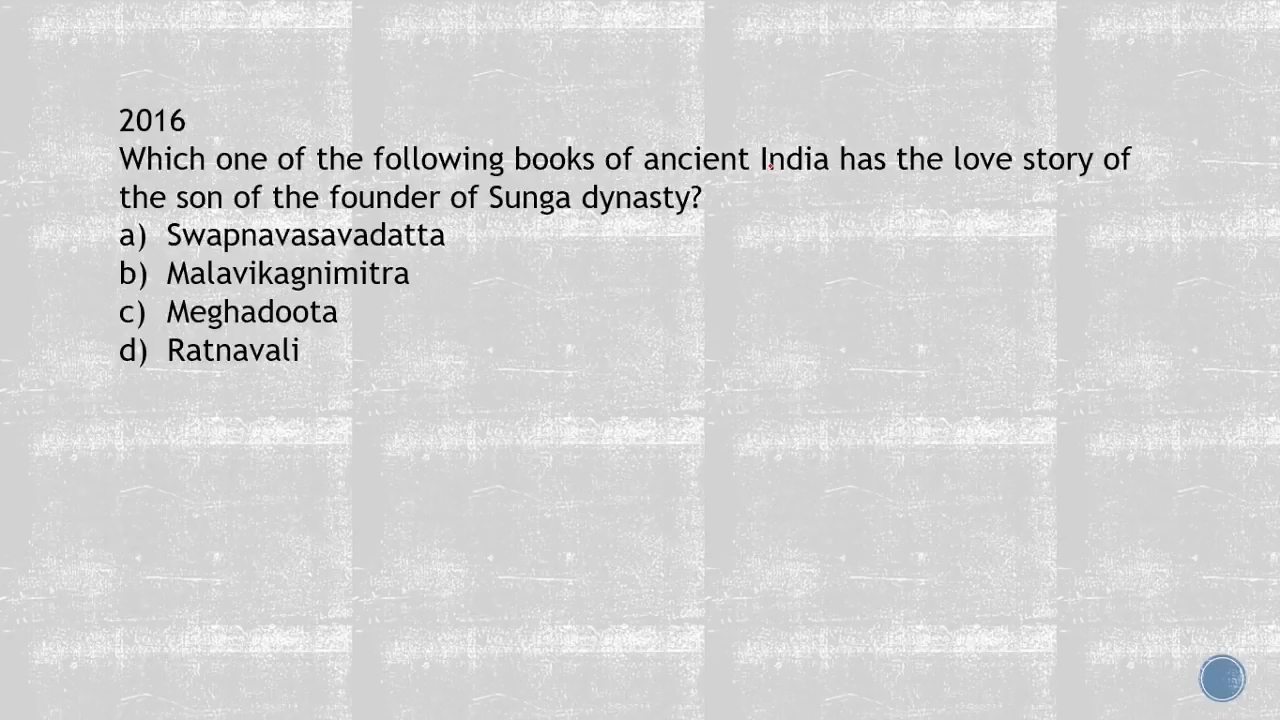 2016
Which one of the following books of ancient India has the love story of
the son of the founder of Sunga dynasty?
a) Swapnavasavadatta
b) Malavikagnimitra
c) Meghadoota
d) Ratnavali